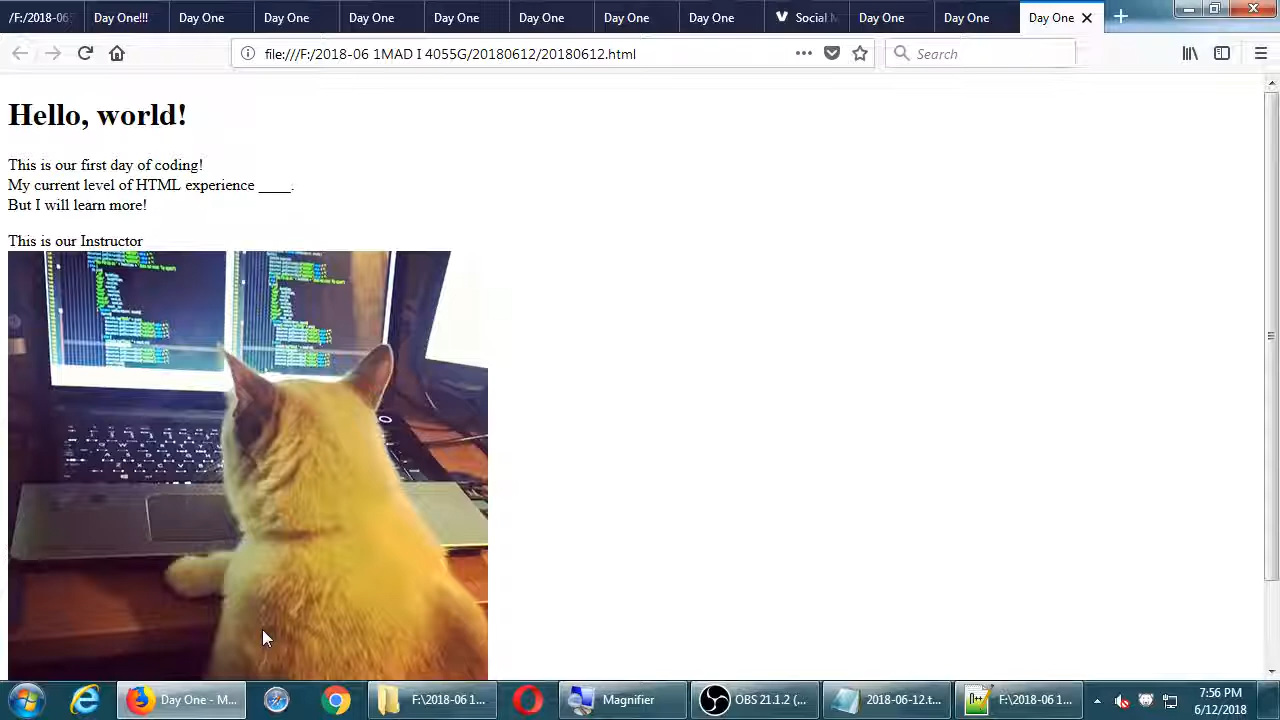 /F:/2018-06
Day One!!!
Day One
Day One
Day One
Day One
Day One
Day One
Day One
Social
Day One
Day One
Day One
file:///F:/2018-06 1MAD I 4055G/20180612/20180612.html
Search
Hello, world!
This is our first day of coding!
My current level of HTML experience ____.
But I will learn more!
This is our Instructor
Day One - M...
F:\2018-06 1...
Magnifier
OBS 21.1.2 (...
2018-06-12.t...
F:\2018-06 1...
7:56 PM
6/12/2018